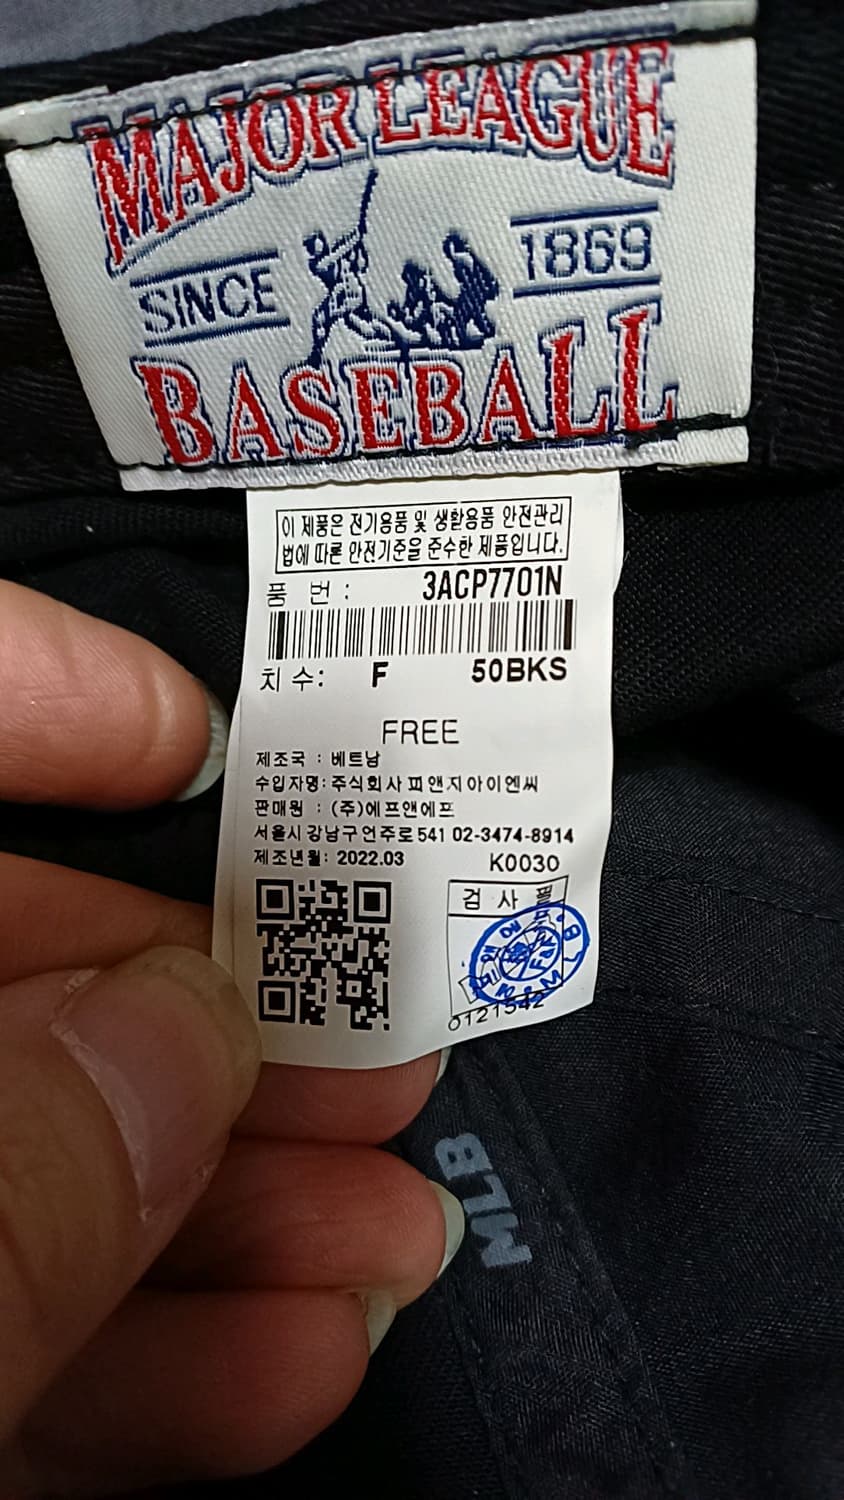 MAJOR LEAGUE
SINCE 1869
BASEBALL
이 제품은 전기용품 및 생활용품 안전관리
법에 따른 안전기준을 준수한 제품입니다.
품 번 : 3ACP7701N
치 수: F 50BKS
FREE
제조국 : 베트남
수입자명: 주식회사 피앤지아이엔씨
판매원 : (주)에프앤에프
서울시 강남구 언주로 541 02-3474-8914
제조년월: 2022.03 K0030
검 사 필
0121542
MLB